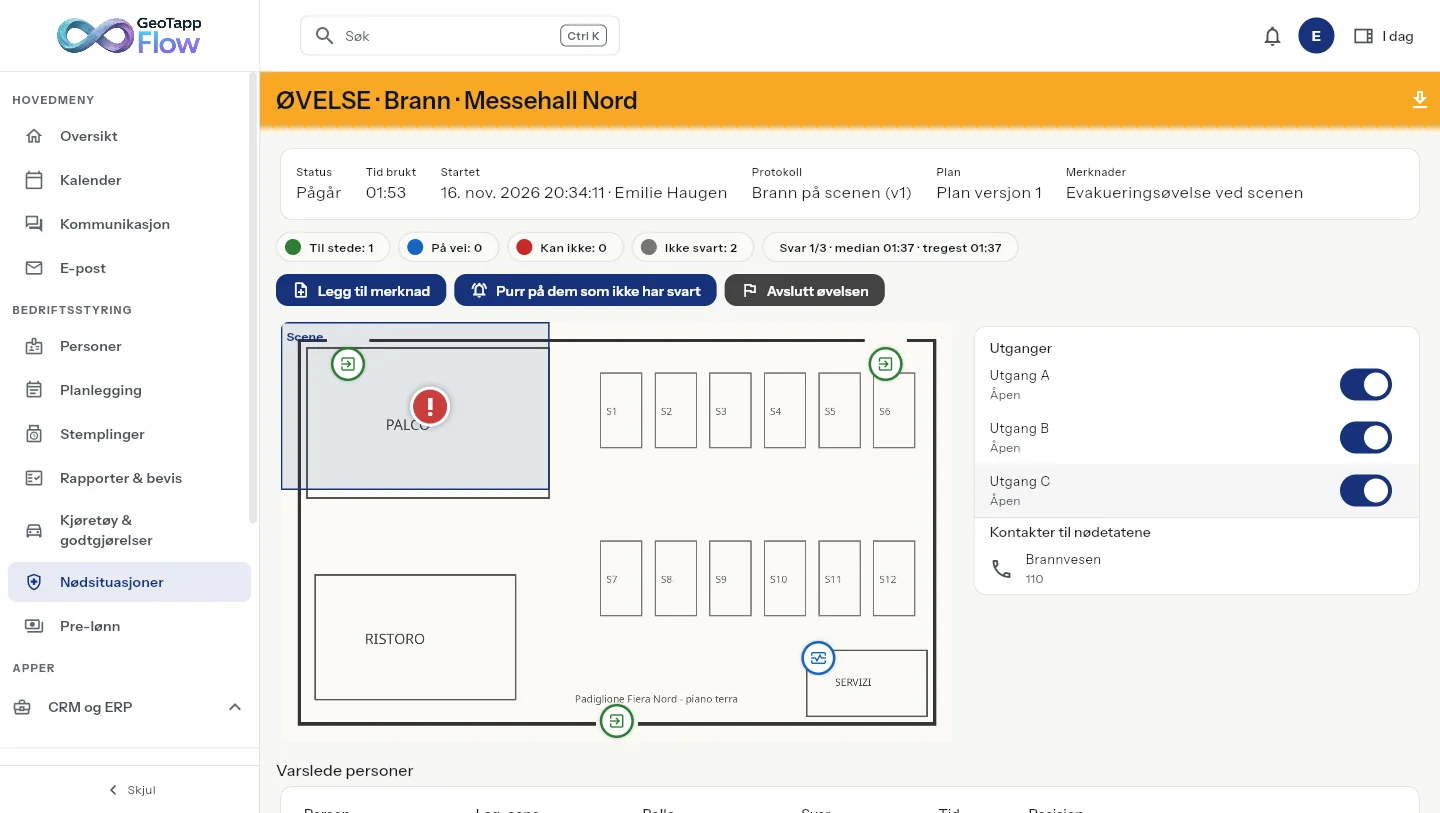 GeoTapp
Flow
Søk
Ctrl K
E
I dag
HOVEDMENY
Oversikt
Kalender
Kommunikasjon
E-post
BEDRIFTSSTYRING
Personer
Planlegging
Stemplinger
Rapporter & bevis
Kjøretøy &
godtgjørelser
Nødsituasjoner
Pre-lønn
APPER
CRM og ERP
Skjul
ØVELSE · Brann · Messehall Nord
Status
Pågår
Tid brukt
01:53
Startet
16. nov. 2026 20:34:11 · Emilie Haugen
Protokoll
Brann på scenen (v1)
Plan
Plan versjon 1
Merknader
Evakueringsøvelse ved scenen
Til stede: 1
På vei: 0
Kan ikke: 0
Ikke svart: 2
Svar 1/3 · median 01:37 · tregest 01:37
Legg til merknad
Purr på dem som ikke har svart
Avslutt øvelsen
Scene
PALCO
S1
S2
S3
S4
S5
S6
S7
S8
S9
S10
S11
S12
RISTORO
SERVIZI
Padiglione Fiera Nord - piano terra
Utganger
Utgang A
Åpen
Utgang B
Åpen
Utgang C
Åpen
Kontakter til nødetatene
Brannvesen
110
Varslede personer